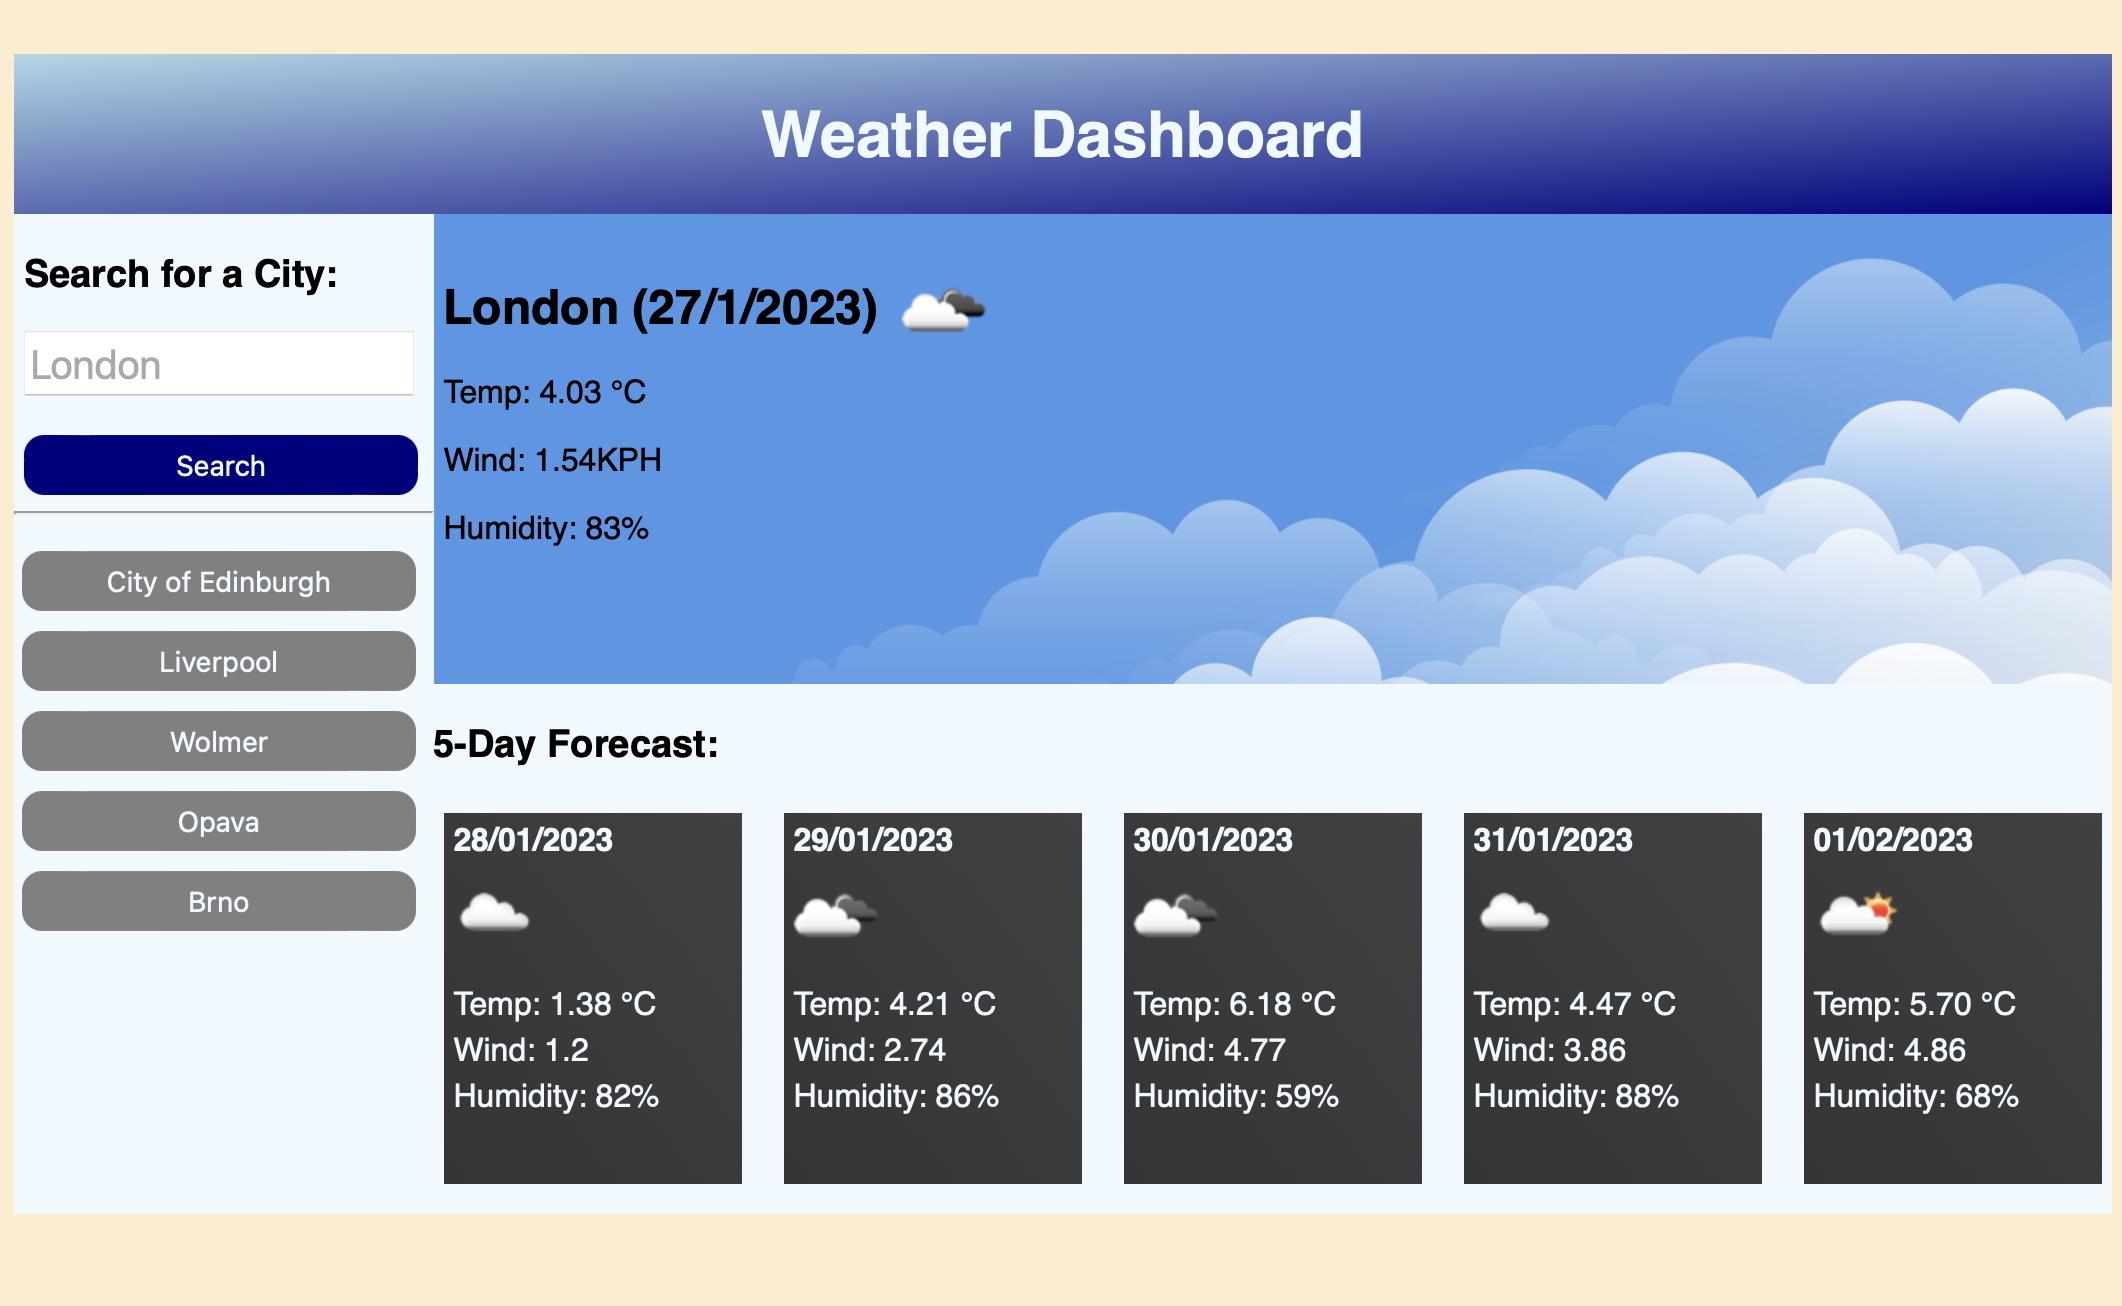 Weather Dashboard
Search for a City:
London
Search
City of Edinburgh
Liverpool
Wolmer
Opava
Brno
London (27/1/2023)
Temp: 4.03 °C
Wind: 1.54KPH
Humidity: 83%
5-Day Forecast:
28/01/2023
Temp: 1.38 °C
Wind: 1.2
Humidity: 82%
29/01/2023
Temp: 4.21 °C
Wind: 2.74
Humidity: 86%
30/01/2023
Temp: 6.18 °C
Wind: 4.77
Humidity: 59%
31/01/2023
Temp: 4.47 °C
Wind: 3.86
Humidity: 88%
01/02/2023
Temp: 5.70 °C
Wind: 4.86
Humidity: 68%